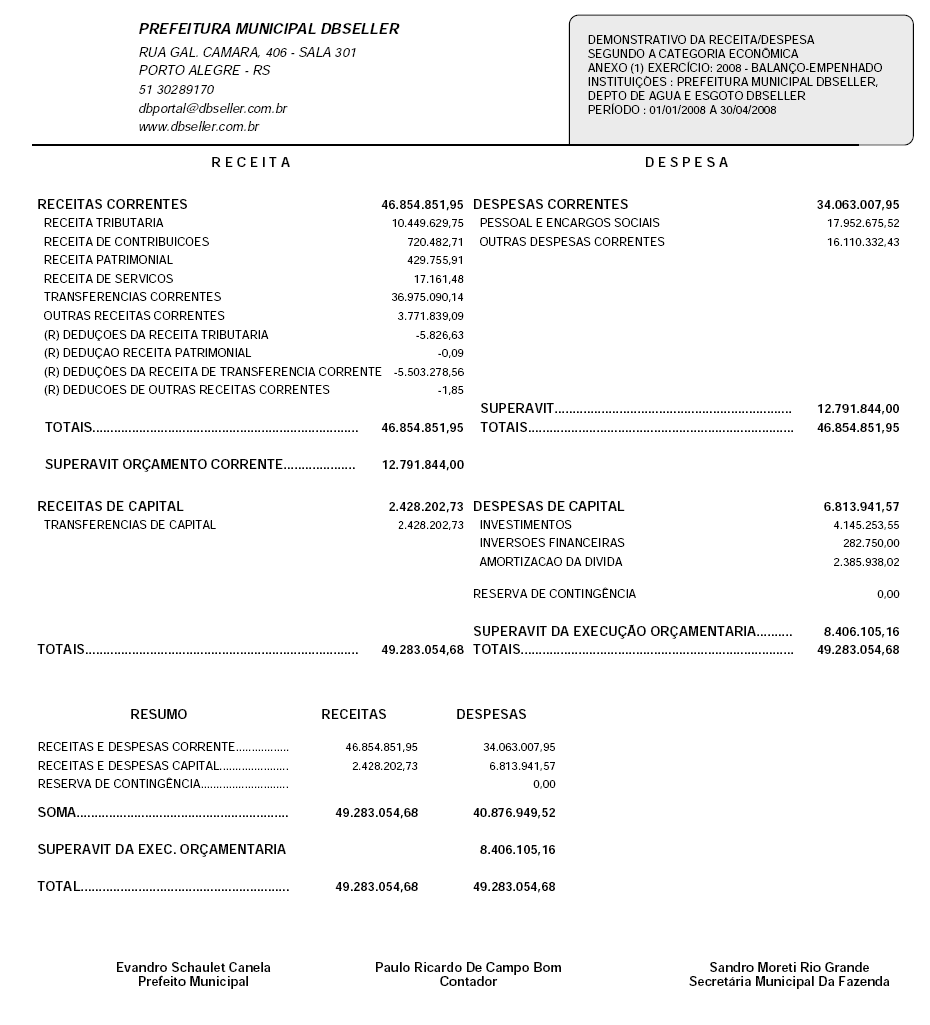 PREFEITURA MUNICIPAL DBSELLER
RUA GAL. CAMARA, 406 - SALA 301
PORTO ALEGRE - RS
51 30289170
dbportal@dbseller.com.br
www.dbseller.com.br
DEMONSTRATIVO DA RECEITA/DESPESA
SEGUNDO A CATEGORIA ECONÔMICA
ANEXO (1) EXERCÍCIO: 2008 - BALANÇO-EMPENHADO
INSTITUIÇÕES : PREFEITURA MUNICIPAL DBSELLER,
DEPTO DE AGUA E ESGOTO DBSELLER
PERÍODO : 01/01/2008 A 30/04/2008
R E C E I T A D E S P E S A
RECEITAS CORRENTES 46.854.851,95 DESPESAS CORRENTES 34.063.007,95
RECEITA TRIBUTARIA 10.449.629,75 PESSOAL E ENCARGOS SOCIAIS 17.952.675,52
RECEITA DE CONTRIBUICOES 720.482,71 OUTRAS DESPESAS CORRENTES 16.110.332,43
RECEITA PATRIMONIAL 429.755,91
RECEITA DE SERVICOS 17.161,48
TRANSFERENCIAS CORRENTES 36.975.090,14
OUTRAS RECEITAS CORRENTES 3.771.839,09
(R) DEDUÇOES DA RECEITA TRIBUTARIA -5.826,63
(R) DEDUÇAO RECEITA PATRIMONIAL -0,09
(R) DEDUÇÕES DA RECEITA DE TRANSFERENCIA CORRENTE -5.503.278,56
(R) DEDUCOES DE OUTRAS RECEITAS CORRENTES -1,85
SUPERAVIT.................................................................. 12.791.844,00
TOTAIS.......................................................................... 46.854.851,95 TOTAIS.......................................................................... 46.854.851,95
SUPERAVIT ORÇAMENTO CORRENTE.................... 12.791.844,00
RECEITAS DE CAPITAL 2.428.202,73 DESPESAS DE CAPITAL 6.813.941,57
TRANSFERENCIAS DE CAPITAL 2.428.202,73 INVESTIMENTOS 4.145.253,55
INVERSOES FINANCEIRAS 282.750,00
AMORTIZACAO DA DIVIDA 2.385.938,02
RESERVA DE CONTINGÊNCIA 0,00
SUPERAVIT DA EXECUÇÃO ORÇAMENTARIA.......... 8.406.105,16
TOTAIS............................................................................ 49.283.054,68 TOTAIS............................................................................ 49.283.054,68
RESUMO RECEITAS DESPESAS
RECEITAS E DESPESAS CORRENTE................. 46.854.851,95 34.063.007,95
RECEITAS E DESPESAS CAPITAL...................... 2.428.202,73 6.813.941,57
RESERVA DE CONTINGÊNCIA............................ 0,00
SOMA........................................................... 49.283.054,68 40.876.949,52
SUPERAVIT DA EXEC. ORÇAMENTARIA 8.406.105,16
TOTAL.......................................................... 49.283.054,68 49.283.054,68
Evandro Schaulet Canela Paulo Ricardo De Campo Bom Sandro Moreti Rio Grande
Prefeito Municipal Contador Secretária Municipal Da Fazenda